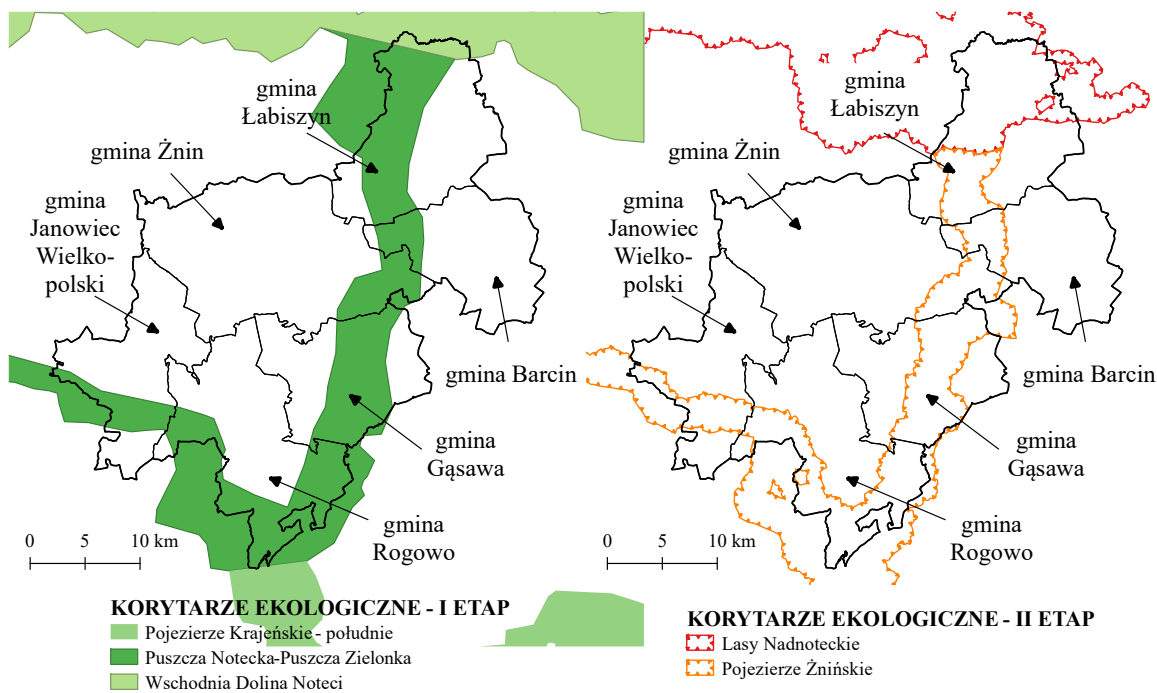 gmina
Łabiszyn
gmina Żnin
gmina
Janowiec
Wielko-
polski
gmina Barcin
gmina
Gąsawa
gmina
Rogowo
0 5 10 km
KORYTARZE EKOLOGICZNE - I ETAP
Pojezierze Krajeńskie - południe
Puszcza Notecka-Puszcza Zielonka
Wschodnia Dolina Noteci
gmina
Łabiszyn
gmina Żnin
gmina
Janowiec
Wielko-
polski
gmina Barcin
gmina
Gąsawa
gmina
Rogowo
0 5 10 km
KORYTARZE EKOLOGICZNE - II ETAP
Lasy Nadnoteckie
Pojezierze Żnińskie